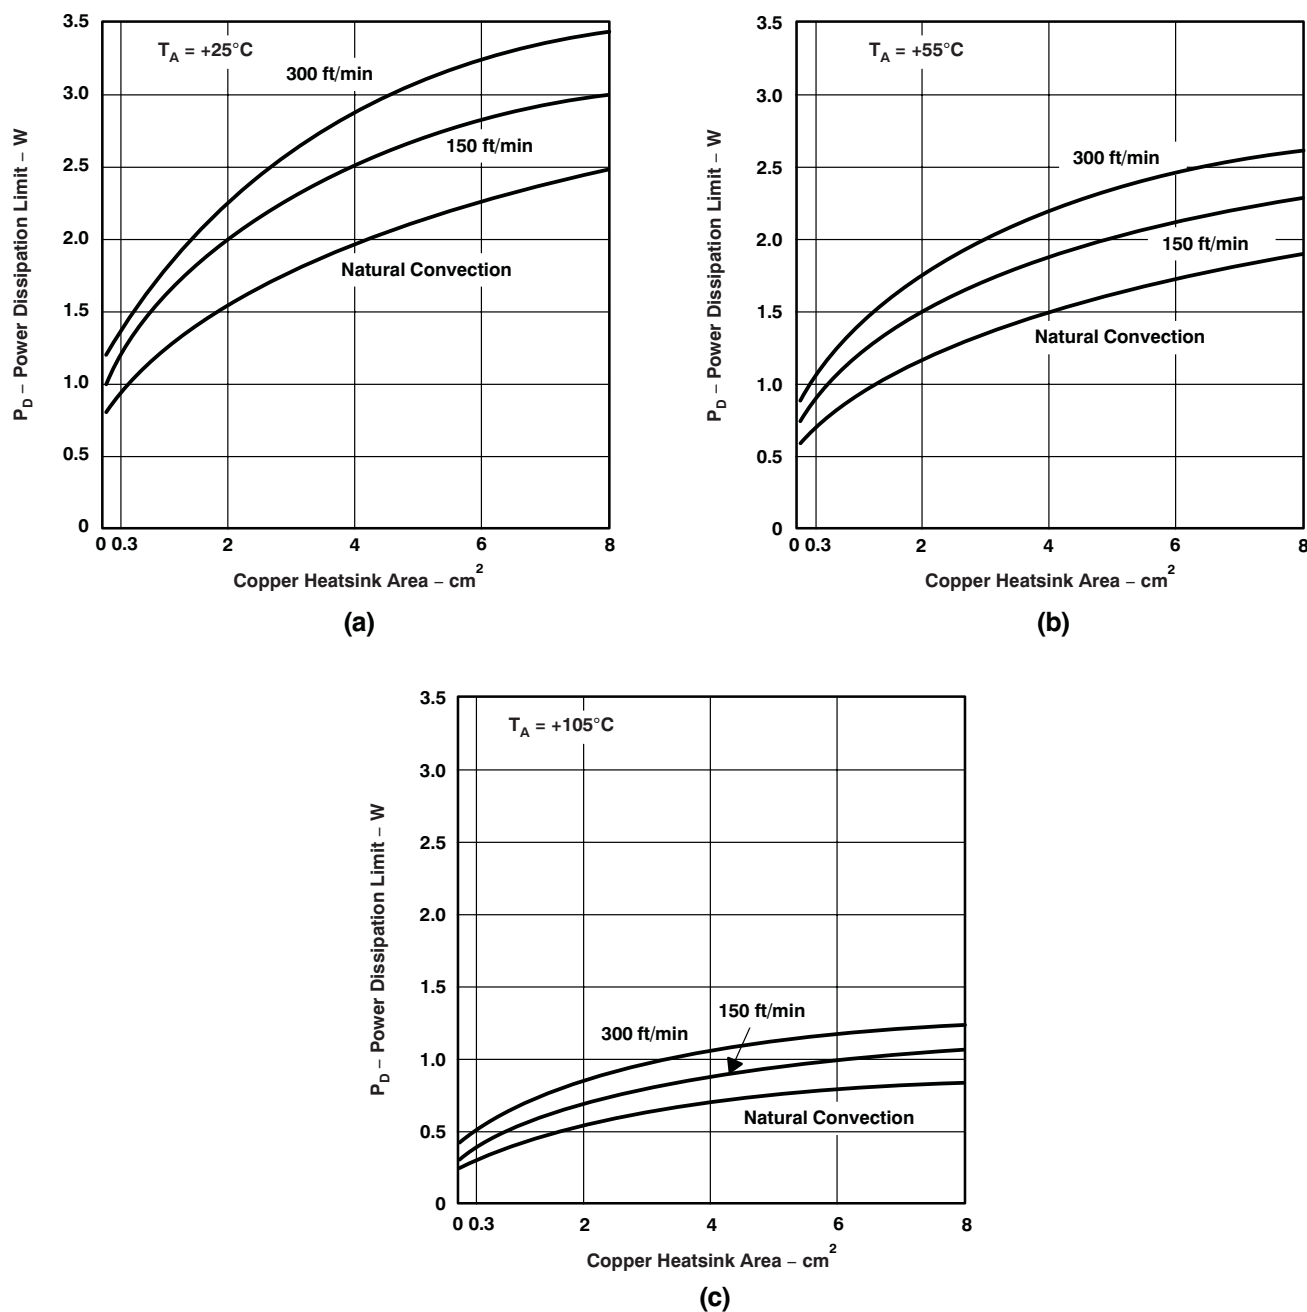 3.5
3.0
2.5
2.0
1.5
1.0
0.5
0
P_D – Power Dissipation Limit – W
T_A = +25°C
300 ft/min
150 ft/min
Natural Convection
0 0.3 2 4 6 8
Copper Heatsink Area – cm²
(a)
3.5
3.0
2.5
2.0
1.5
1.0
0.5
0
P_D – Power Dissipation Limit – W
T_A = +55°C
300 ft/min
150 ft/min
Natural Convection
0 0.3 2 4 6 8
Copper Heatsink Area – cm²
(b)
3.5
3.0
2.5
2.0
1.5
1.0
0.5
0
P_D – Power Dissipation Limit – W
T_A = +105°C
150 ft/min
300 ft/min
Natural Convection
0 0.3 2 4 6 8
Copper Heatsink Area – cm²
(c)